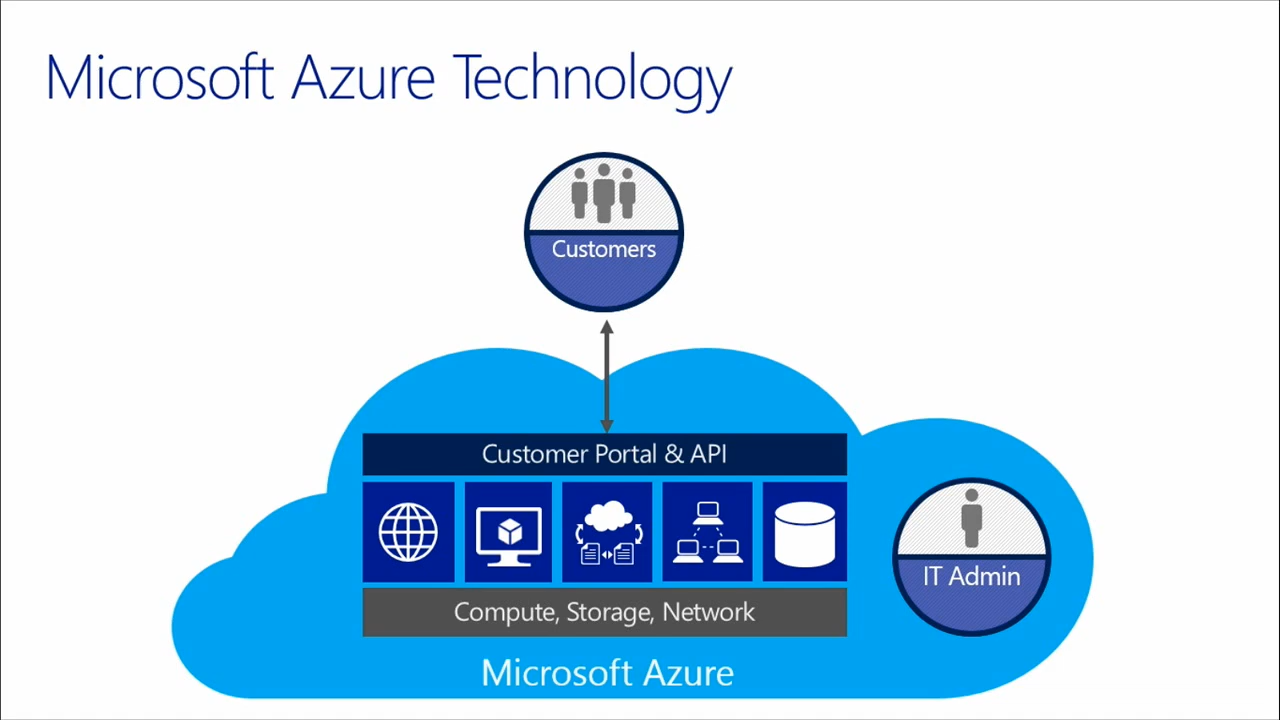 Microsoft Azure Technology
Customers
Customer Portal & API
IT Admin
Compute, Storage, Network
Microsoft Azure